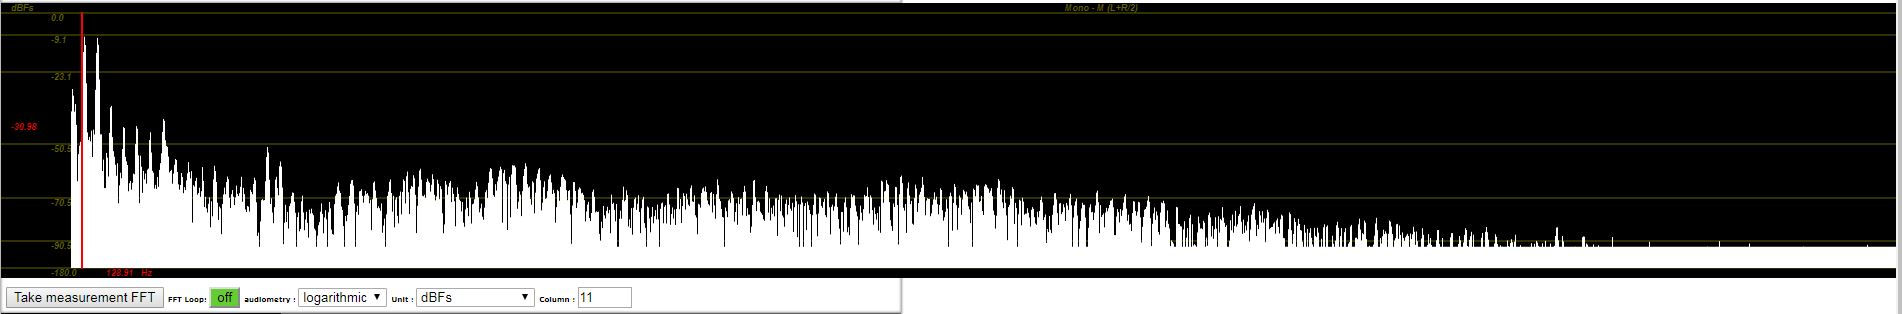 dBFs
Mono - M (L+R/2)
0.0
-9.1
-23.1
-30.98
-50.5
-70.5
-90.5
-180.0
128.91 Hz
Take measurement FFT FFT Loop: off audiometry : logarithmic Unit : dBFs Column : 11